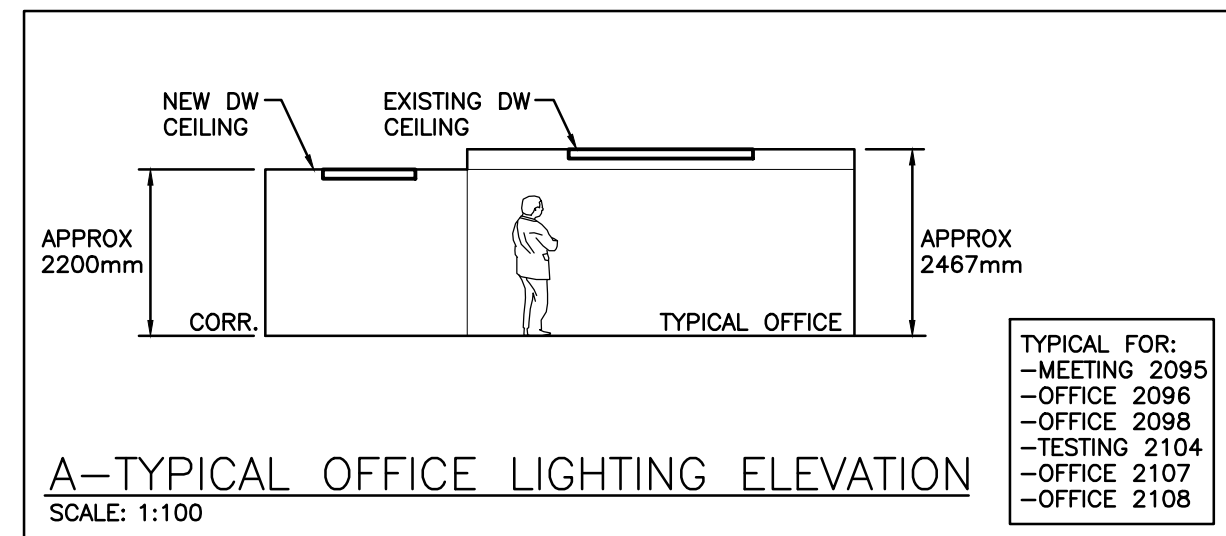 NEW DW
CEILING
EXISTING DW
CEILING
APPROX
2200mm
APPROX
2467mm
CORR.
TYPICAL OFFICE
TYPICAL FOR:
-MEETING 2095
-OFFICE 2096
-OFFICE 2098
-TESTING 2104
-OFFICE 2107
-OFFICE 2108
A-TYPICAL OFFICE LIGHTING ELEVATION
SCALE: 1:100